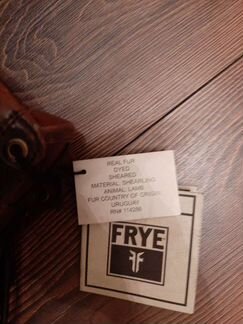 REAL FUR
DYED
SHEARED
MATERIAL: SHEARLING
ANIMAL: LAMB
FUR COUNTRY OF ORIGIN:
URUGUAY
RN# 114286
FRYE